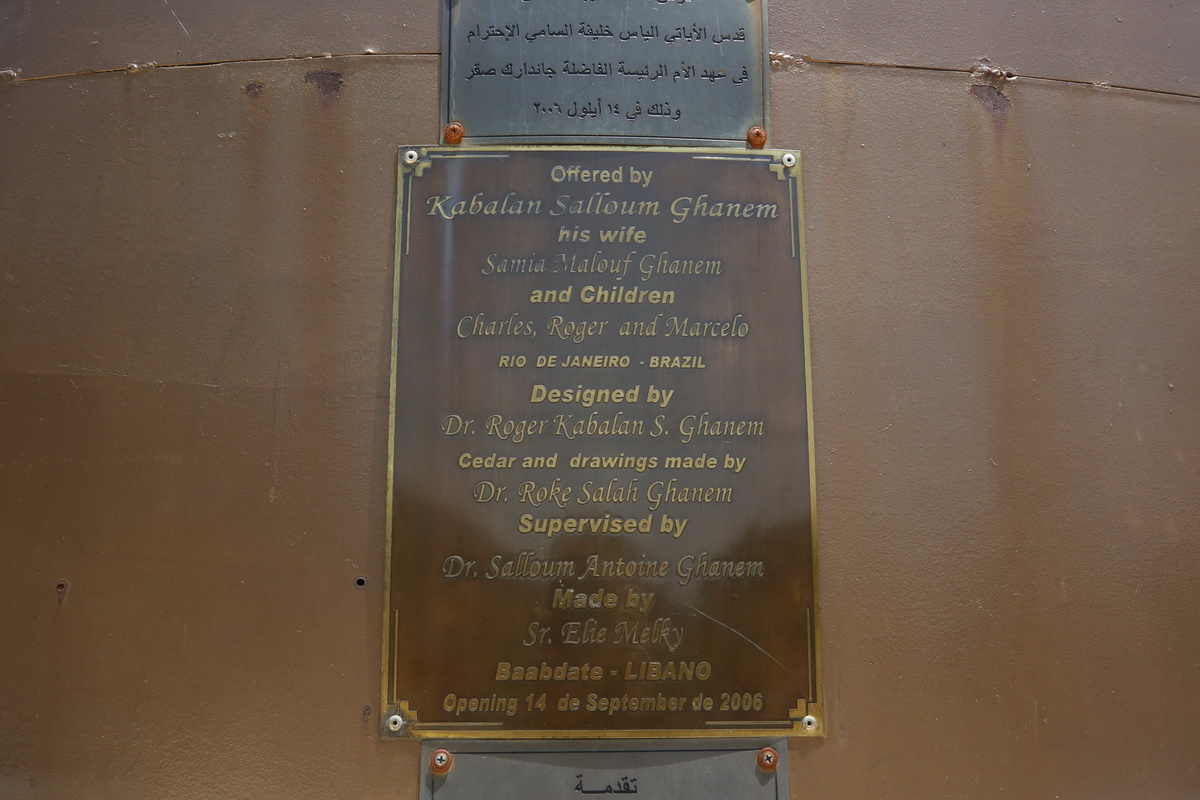 قدس الأباتي الياس خليفة السامي الإحترام
في عهد الأم الرئيسة الفاضلة جاندارك صقر
وذلك في ١٤ أيلول ٢٠٠٦
Offered by
Kabalan Salloum Ghanem
his wife
Samia Malouf Ghanem
and Children
Charles, Roger and Marcelo
RIO DE JANEIRO - BRAZIL
Designed by
Dr. Roger Kabalan S. Ghanem
Cedar and drawings made by
Dr. Roke Salah Ghanem
Supervised by
Dr. Salloum Antoine Ghanem
Made by
Sr. Elie Melky
Baabdate - LIBANO
Opening 14 de September de 2006
تقدمـــة